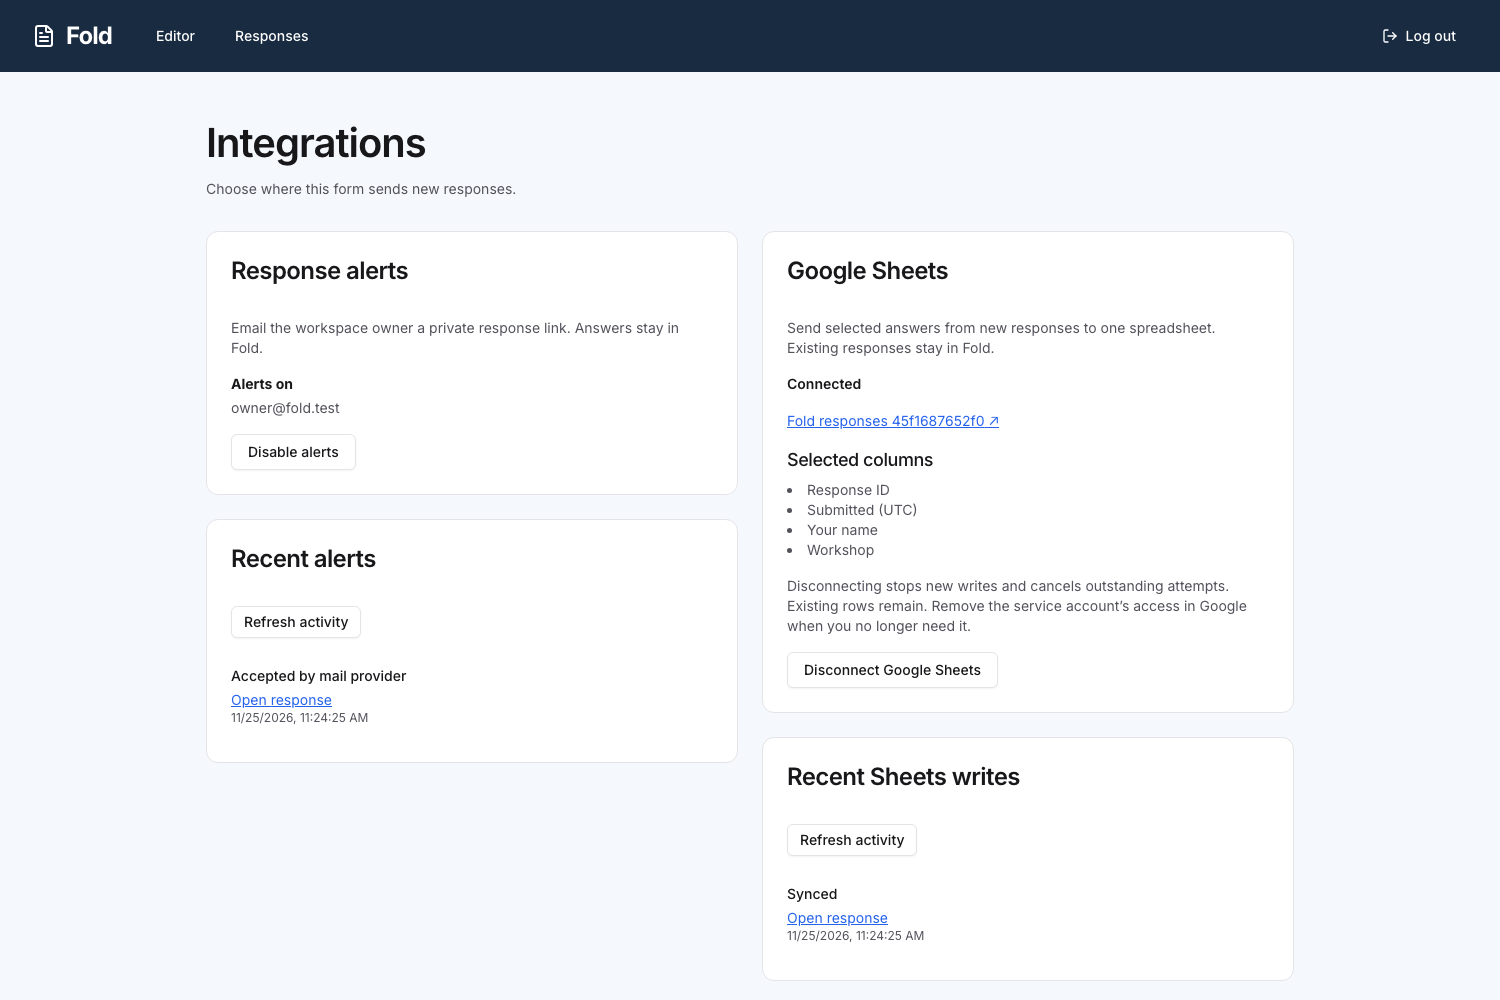 Fold
Editor
Responses
Log out
Integrations
Choose where this form sends new responses.
Response alerts
Email the workspace owner a private response link. Answers stay in
Fold.
Alerts on
owner@fold.test
Disable alerts
Recent alerts
Refresh activity
Accepted by mail provider
Open response
11/25/2026, 11:24:25 AM
Google Sheets
Send selected answers from new responses to one spreadsheet.
Existing responses stay in Fold.
Connected
Fold responses 45f1687652f0 ↗
Selected columns
• Response ID
• Submitted (UTC)
• Your name
• Workshop
Disconnecting stops new writes and cancels outstanding attempts.
Existing rows remain. Remove the service account’s access in Google
when you no longer need it.
Disconnect Google Sheets
Recent Sheets writes
Refresh activity
Synced
Open response
11/25/2026, 11:24:25 AM